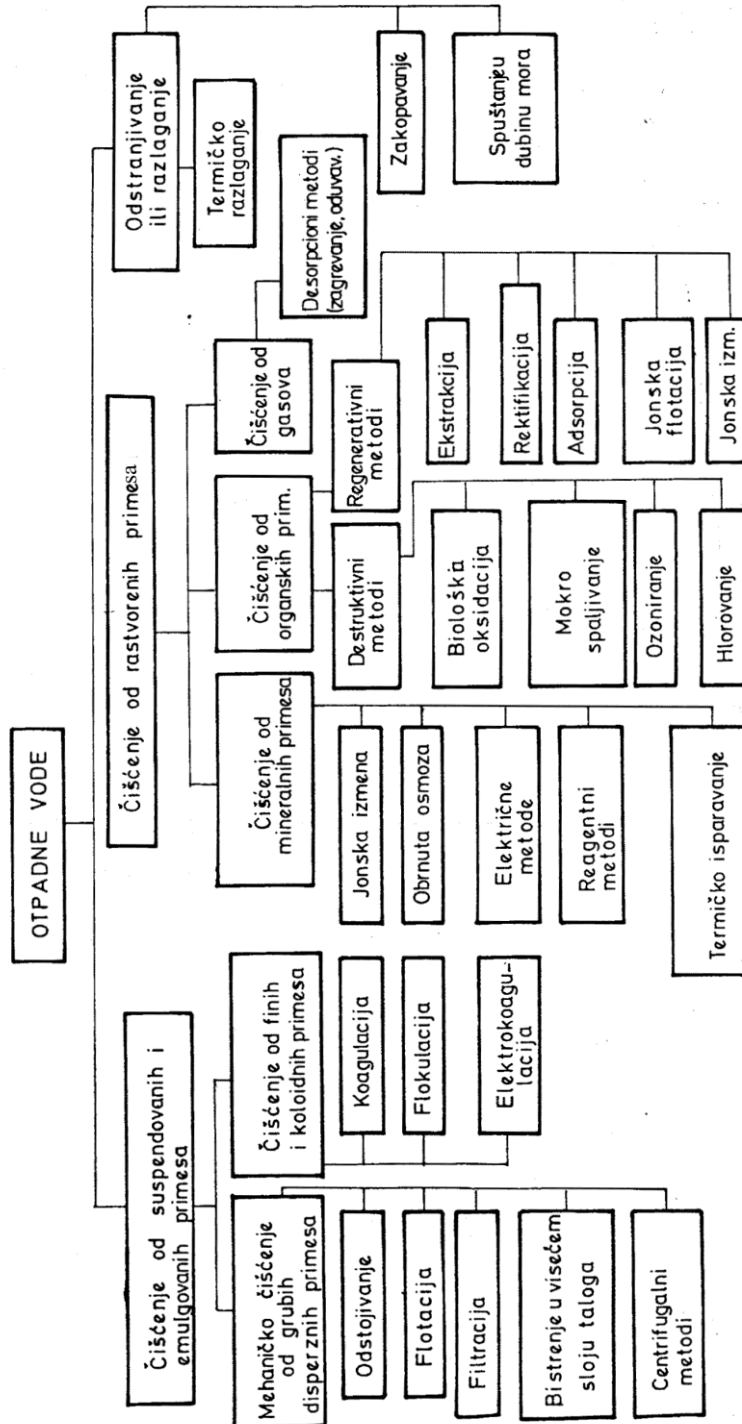 OTPADNE VODE
Čišćenje od suspendovanih i
emulgovanih primesa
Čišćenje od rastvorenih primesa
Odstranjivanje
ili razlaganje
Mehaničko čišćenje
od grubih
disperznih primesa
Čišćenje od finih
i koloidnih primesa
Čišćenje od
mineralnih primesa
Čišćenje od
organskih prim.
Čišćenje od
gasova
Termičko
razlaganje
Odstojivanje
Flotacija
Filtracija
Bistrenje u visećem
sloju taloga
Centrifugalni
metodi
Koagulacija
Flokulacija
Elektrokoagu-
lacija
Jonska izmena
Obrnuta osmoza
Električne
metode
Reagentni
metodi
Termičko isparavanje
Destruktivni
metodi
Regenerativni
metodi
Desorpcioni metodi
(zagrevanje, oduvav.)
Biološka
oksidacija
Mokro
spaljivanje
Ozoniranje
Hlorovanje
Ekstrakcija
Rektifikacija
Adsorpcija
Jonska
flotacija
Jonska izm.
Zakopavanje
Spuštanje u
dubinu mora